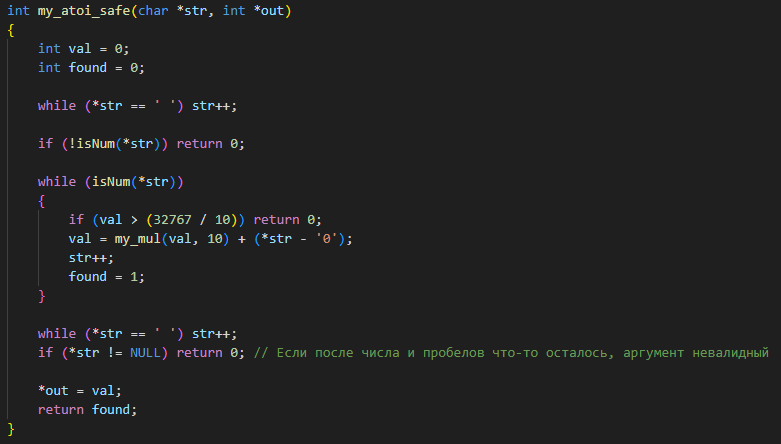 int my_atoi_safe(char *str, int *out)
{
    int val = 0;
    int found = 0;

    while (*str == ' ') str++;

    if (!isNum(*str)) return 0;

    while (isNum(*str))
    {
        if (val > (32767 / 10)) return 0;
        val = my_mul(val, 10) + (*str - '0');
        str++;
        found = 1;
    }

    while (*str == ' ') str++;
    if (*str != NULL) return 0; // Если после числа и пробелов что-то осталось, аргумент невалидный

    *out = val;
    return found;
}